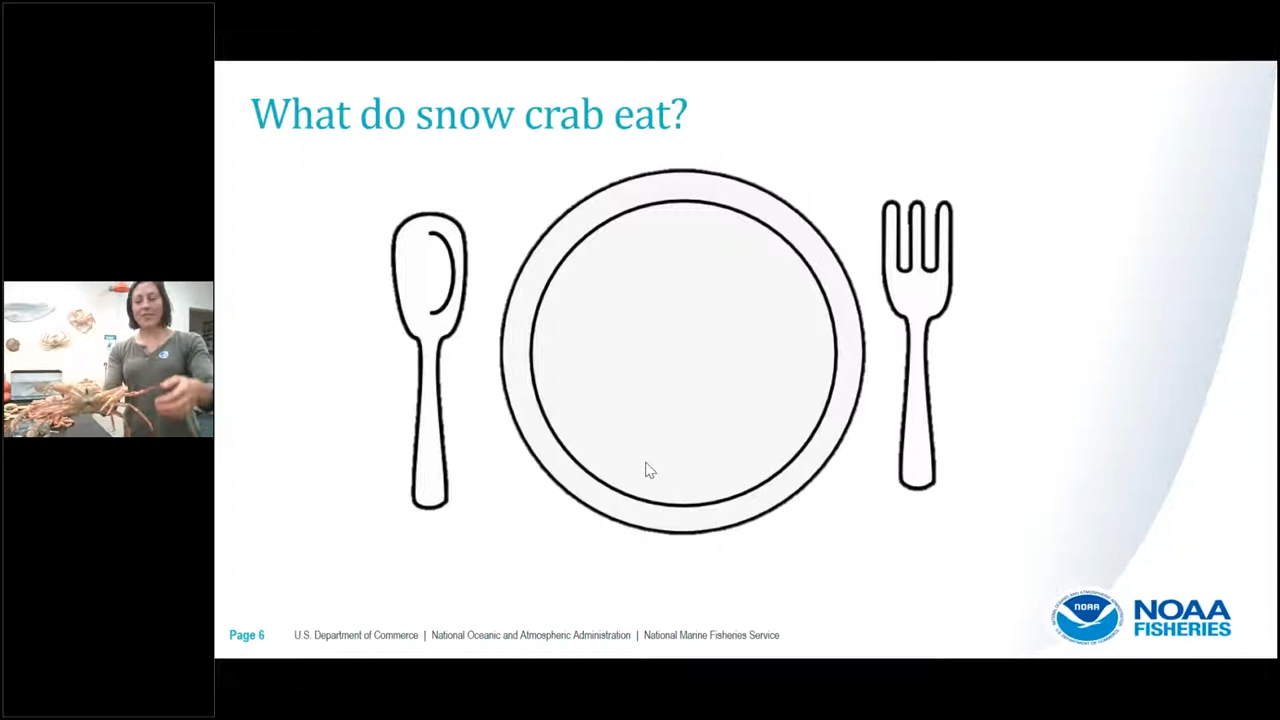 What do snow crab eat?
NOAA
NOAA
FISHERIES
Page 6 U.S. Department of Commerce | National Oceanic and Atmospheric Administration | National Marine Fisheries Service